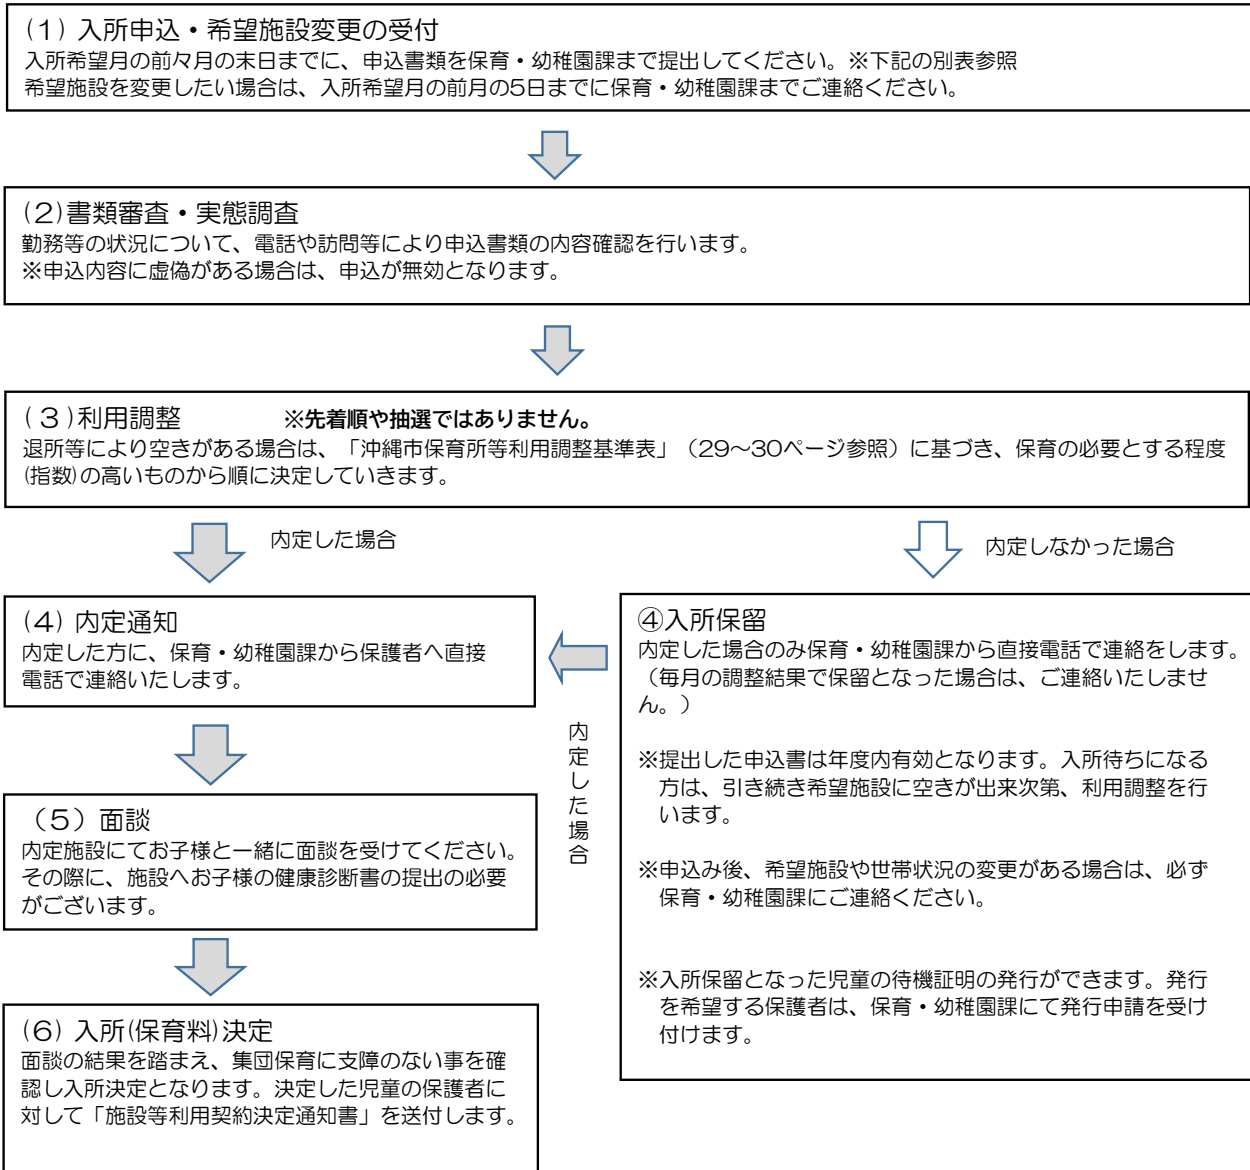 (1) 入所申込・希望施設変更の受付
入所希望月の前々月の末日までに、申込書類を保育・幼稚園課まで提出してください。※下記の別表参照
希望施設を変更したい場合は、入所希望月の前月の5日までに保育・幼稚園課までご連絡ください。
(2)書類審査・実態調査
勤務等の状況について、電話や訪問等により申込書類の内容確認を行います。
※申込内容に虚偽がある場合は、申込が無効となります。
(３)利用調整 ※先着順や抽選ではありません。
退所等により空きがある場合は、「沖縄市保育所等利用調整基準表」（29～30ページ参照）に基づき、保育の必要とする程度
(指数)の高いものから順に決定していきます。
内定した場合
内定しなかった場合
(4) 内定通知
内定した方に、保育・幼稚園課から保護者へ直接
電話で連絡いたします。
④入所保留
内定した場合のみ保育・幼稚園課から直接電話で連絡をします。
（毎月の調整結果で保留となった場合は、ご連絡いたしませ
ん。）
※提出した申込書は年度内有効となります。入所待ちになる
方は、引き続き希望施設に空きが出来次第、利用調整を行
います。
※申込み後、希望施設や世帯状況の変更がある場合は、必ず
保育・幼稚園課にご連絡ください。
※入所保留となった児童の待機証明の発行ができます。発行
を希望する保護者は、保育・幼稚園課にて発行申請を受け
付けます。
内定した場合
（5）面談
内定施設にてお子様と一緒に面談を受けてください。
その際に、施設へお子様の健康診断書の提出の必要
がございます。
(6) 入所(保育料)決定
面談の結果を踏まえ、集団保育に支障のない事を確
認し入所決定となります。決定した児童の保護者に
対して「施設等利用契約決定通知書」を送付します。